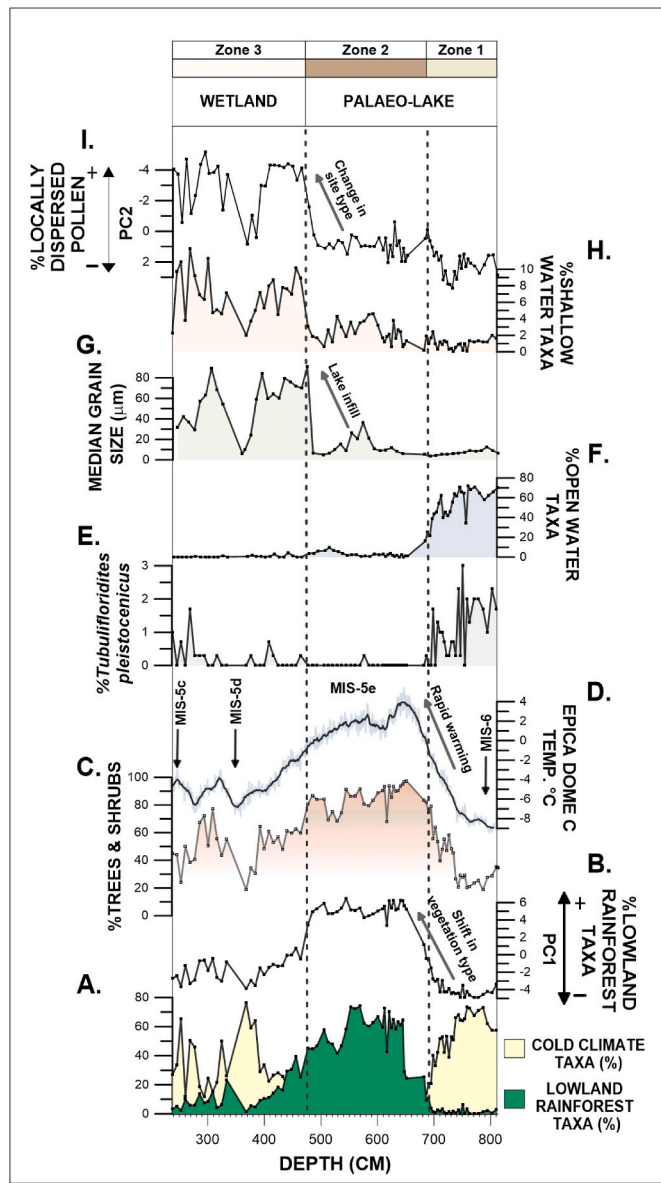 Zone 3 Zone 2 Zone 1
WETLAND PALAEO-LAKE
I.
%LOCALLY
DISPERSED
POLLEN
+
−
PC2
-4
-2
0
2
Change in
site type
H.
%SHALLOW
WATER TAXA
10
8
6
4
2
0
G.
MEDIAN GRAIN
SIZE (μm)
80
60
40
20
0
Lake infill
F.
%OPEN WATER
TAXA
80
60
40
20
0
E.
%Tubulifloridites
pleistocenicus
3
2
1
0
D.
EPICA DOME C
TEMP. °C
4
2
0
-2
-4
-6
-8
MIS-5c
MIS-5d
MIS-5e
Rapid warming
MIS-6
C.
%TREES & SHRUBS
100
80
60
40
20
0
B.
%LOWLAND
RAINFOREST
TAXA
+
−
PC1
6
4
2
0
-2
-4
Shift in
vegetation type
A.
80
60
40
20
0
COLD CLIMATE
TAXA (%)
LOWLAND
RAINFOREST
TAXA (%)
300 400 500 600 700 800
DEPTH (CM)